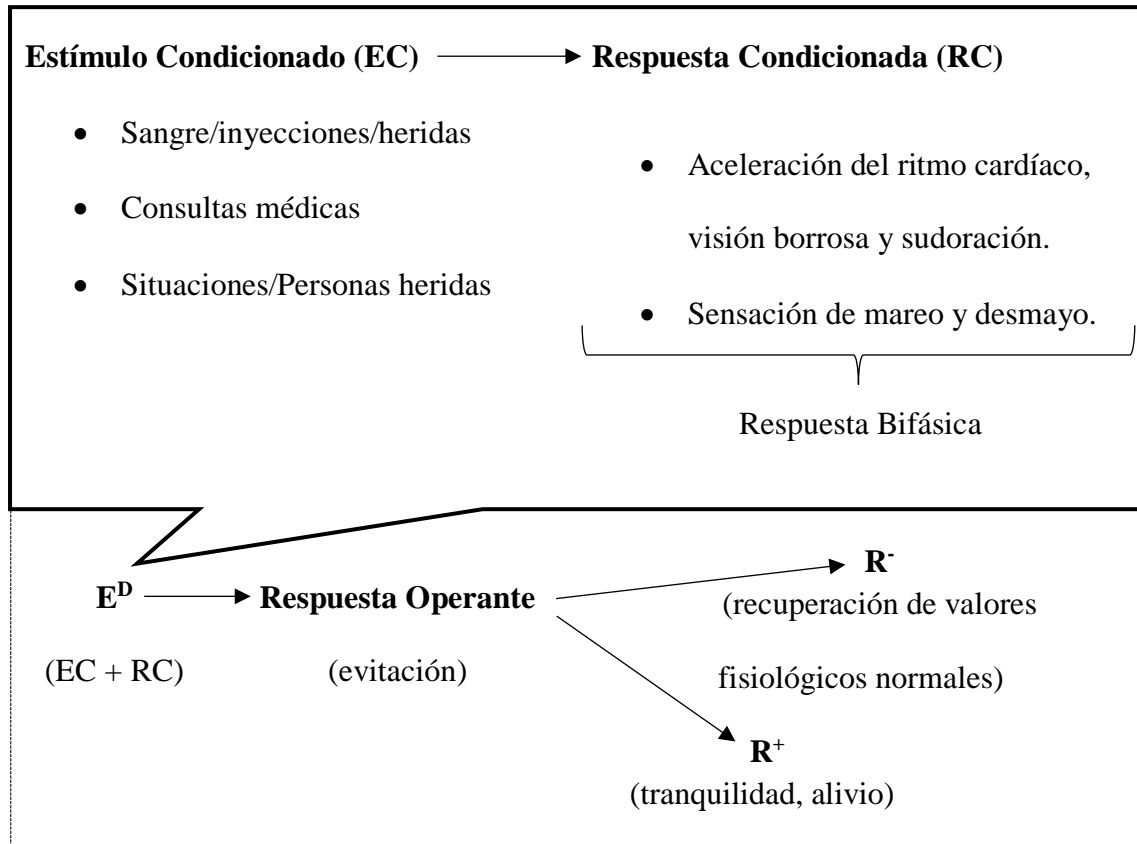 Estímulo Condicionado (EC) Respuesta Condicionada (RC)
• Sangre/inyecciones/heridas
• Consultas médicas
• Situaciones/Personas heridas
• Aceleración del ritmo cardíaco,
visión borrosa y sudoración.
• Sensación de mareo y desmayo.
Respuesta Bifásica
Eᴰ Respuesta Operante
(EC + RC) (evitación)
R⁻
(recuperación de valores
fisiológicos normales)
R⁺
(tranquilidad, alivio)